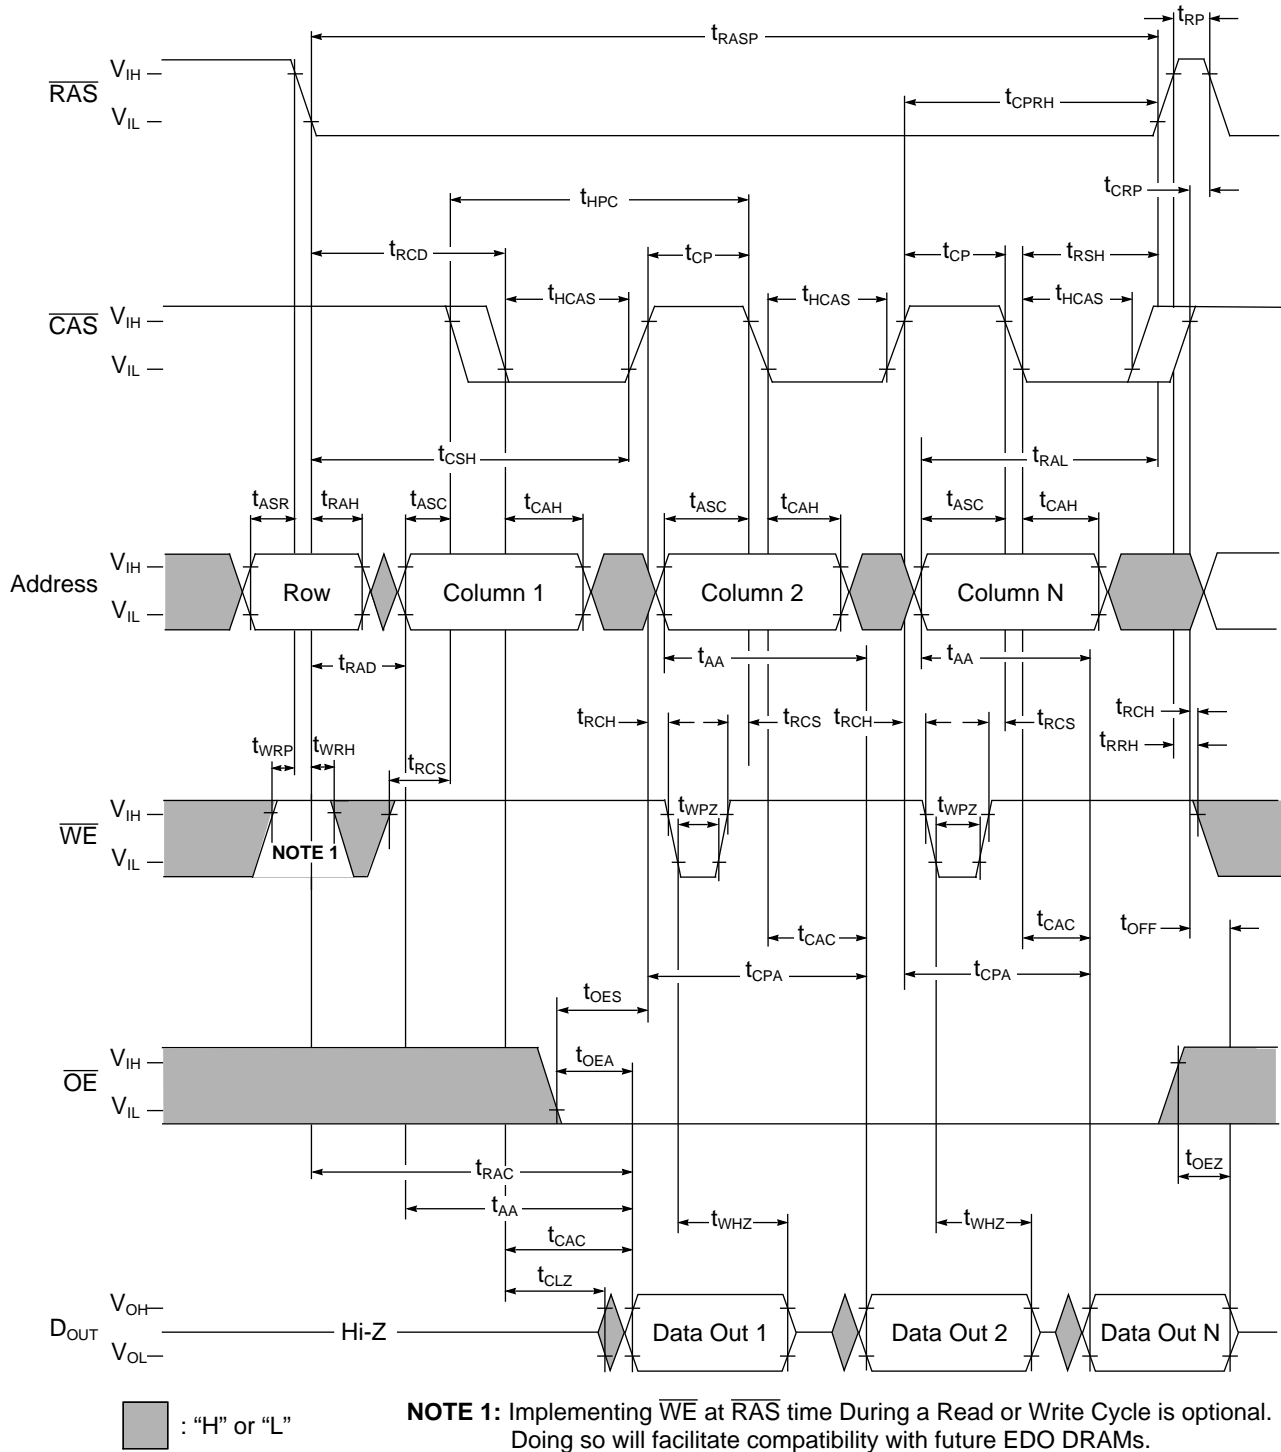 tRP
tRASP
VIH
RAS
VIL
tCPRH
tCRP
tHPC
tRCD
tCP
tCP
tRSH
tHCAS
tHCAS
tHCAS
VIH
CAS
VIL
tCSH
tRAL
tASR
tRAH
tASC
tCAH
tASC
tCAH
tASC
tCAH
VIH
Address
VIL
Row
Column 1
Column 2
Column N
tRAD
tAA
tAA
tRCH
tRCS
tRCH
tRCS
tRCH
tRRH
tWRP
tWRH
tRCS
VIH
WE
VIL
NOTE 1
tWPZ
tWPZ
tCAC
tCAC
tOFF
tCPA
tCPA
tOES
VIH
OE
VIL
tOEA
tRAC
tOEZ
tAA
tWHZ
tWHZ
tCAC
tCLZ
VOH
DOUT
VOL
Hi-Z
Data Out 1
Data Out 2
Data Out N
: “H” or “L”
NOTE 1: Implementing WE at RAS time During a Read or Write Cycle is optional.
Doing so will facilitate compatibility with future EDO DRAMs.